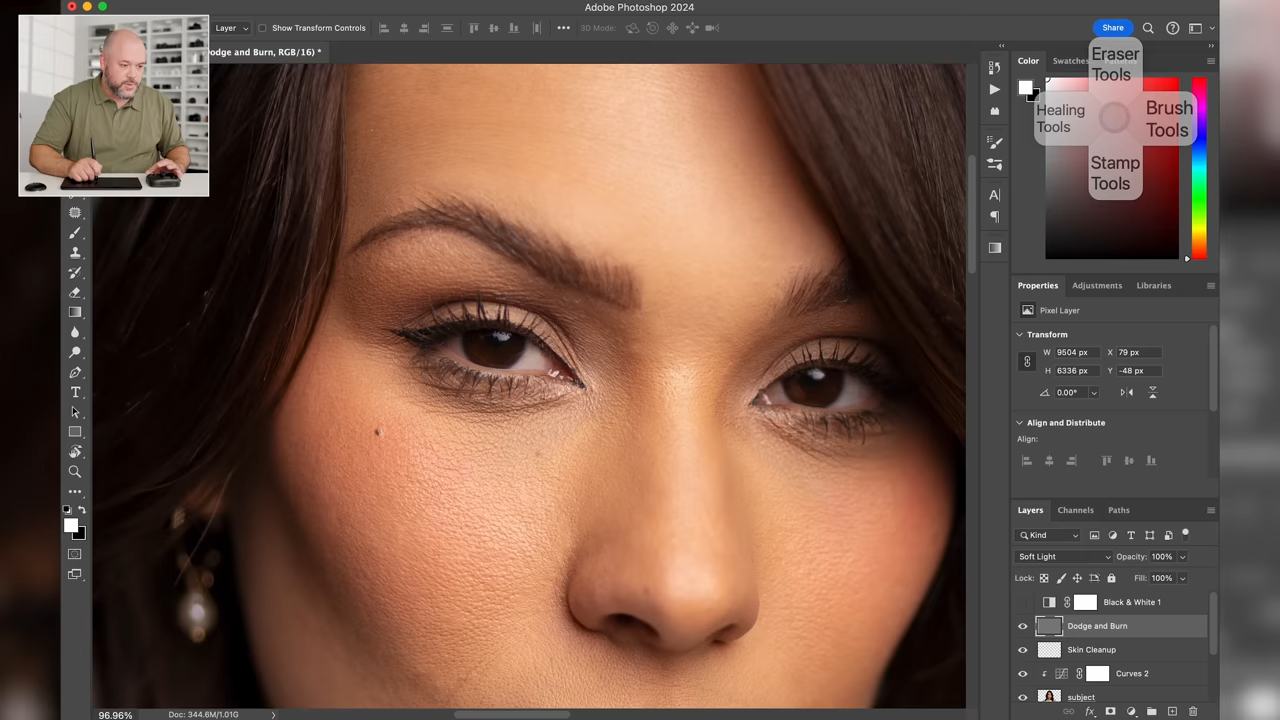 Adobe Photoshop 2024
Layer
Show Transform Controls
3D Mode:
Share
odge and Burn, RGB/16) *
Color
Swatches
Eraser
Tools
Healing
Tools
Brush
Tools
Stamp
Tools
Properties
Adjustments
Libraries
Pixel Layer
Transform
W 9504 px
X 79 px
H 6336 px
Y -48 px
0.00°
Align and Distribute
Align:
Layers
Channels
Paths
Kind
Soft Light
Opacity: 100%
Lock:
Fill: 100%
Black & White 1
Dodge and Burn
Skin Cleanup
Curves 2
subject
96.96%
Doc: 344.6M/1.01G